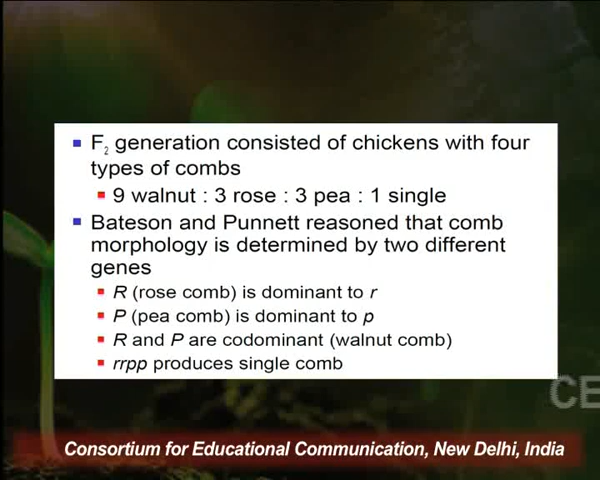 F2 generation consisted of chickens with four
types of combs
9 walnut : 3 rose : 3 pea : 1 single
Bateson and Punnett reasoned that comb
morphology is determined by two different
genes
R (rose comb) is dominant to r
P (pea comb) is dominant to p
R and P are codominant (walnut comb)
rrpp produces single comb
CE
Consortium for Educational Communication, New Delhi, India